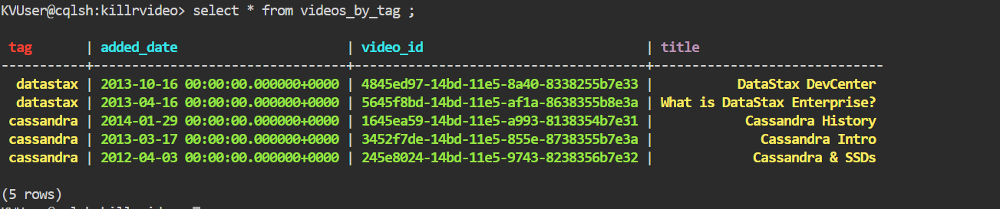 KVUser@cqlsh:killrvideo> select * from videos_by_tag ;
tag | added_date | video_id | title
-----------+---------------------------------+--------------------------------------+------------------------------
datastax | 2013-10-16 00:00:00.000000+0000 | 4845ed97-14bd-11e5-8a40-8338255b7e33 | DataStax DevCenter
datastax | 2013-04-16 00:00:00.000000+0000 | 5645f8bd-14bd-11e5-af1a-8638355b8e3a | What is DataStax Enterprise?
cassandra | 2014-01-29 00:00:00.000000+0000 | 1645ea59-14bd-11e5-a993-8138354b7e31 | Cassandra History
cassandra | 2013-03-17 00:00:00.000000+0000 | 3452f7de-14bd-11e5-855e-8738355b7e3a | Cassandra Intro
cassandra | 2012-04-03 00:00:00.000000+0000 | 245e8024-14bd-11e5-9743-8238356b7e32 | Cassandra & SSDs
(5 rows)